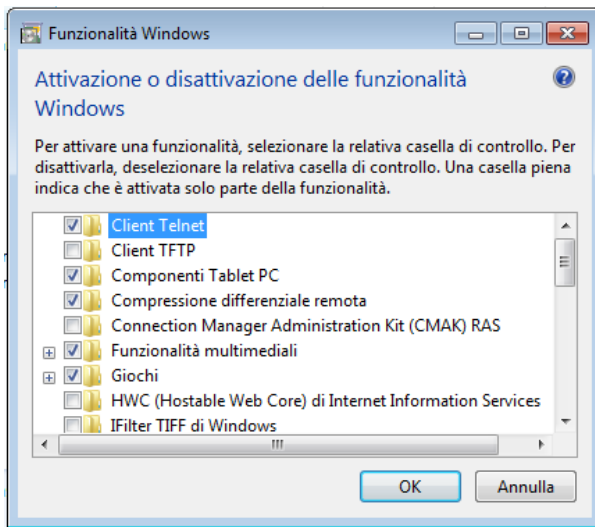 Funzionalità Windows
Attivazione o disattivazione delle funzionalità
Windows
Per attivare una funzionalità, selezionare la relativa casella di controllo. Per
disattivarla, deselezionare la relativa casella di controllo. Una casella piena
indica che è attivata solo parte della funzionalità.
Client Telnet
Client TFTP
Componenti Tablet PC
Compressione differenziale remota
Connection Manager Administration Kit (CMAK) RAS
Funzionalità multimediali
Giochi
HWC (Hostable Web Core) di Internet Information Services
IFilter TIFF di Windows
OK
Annulla